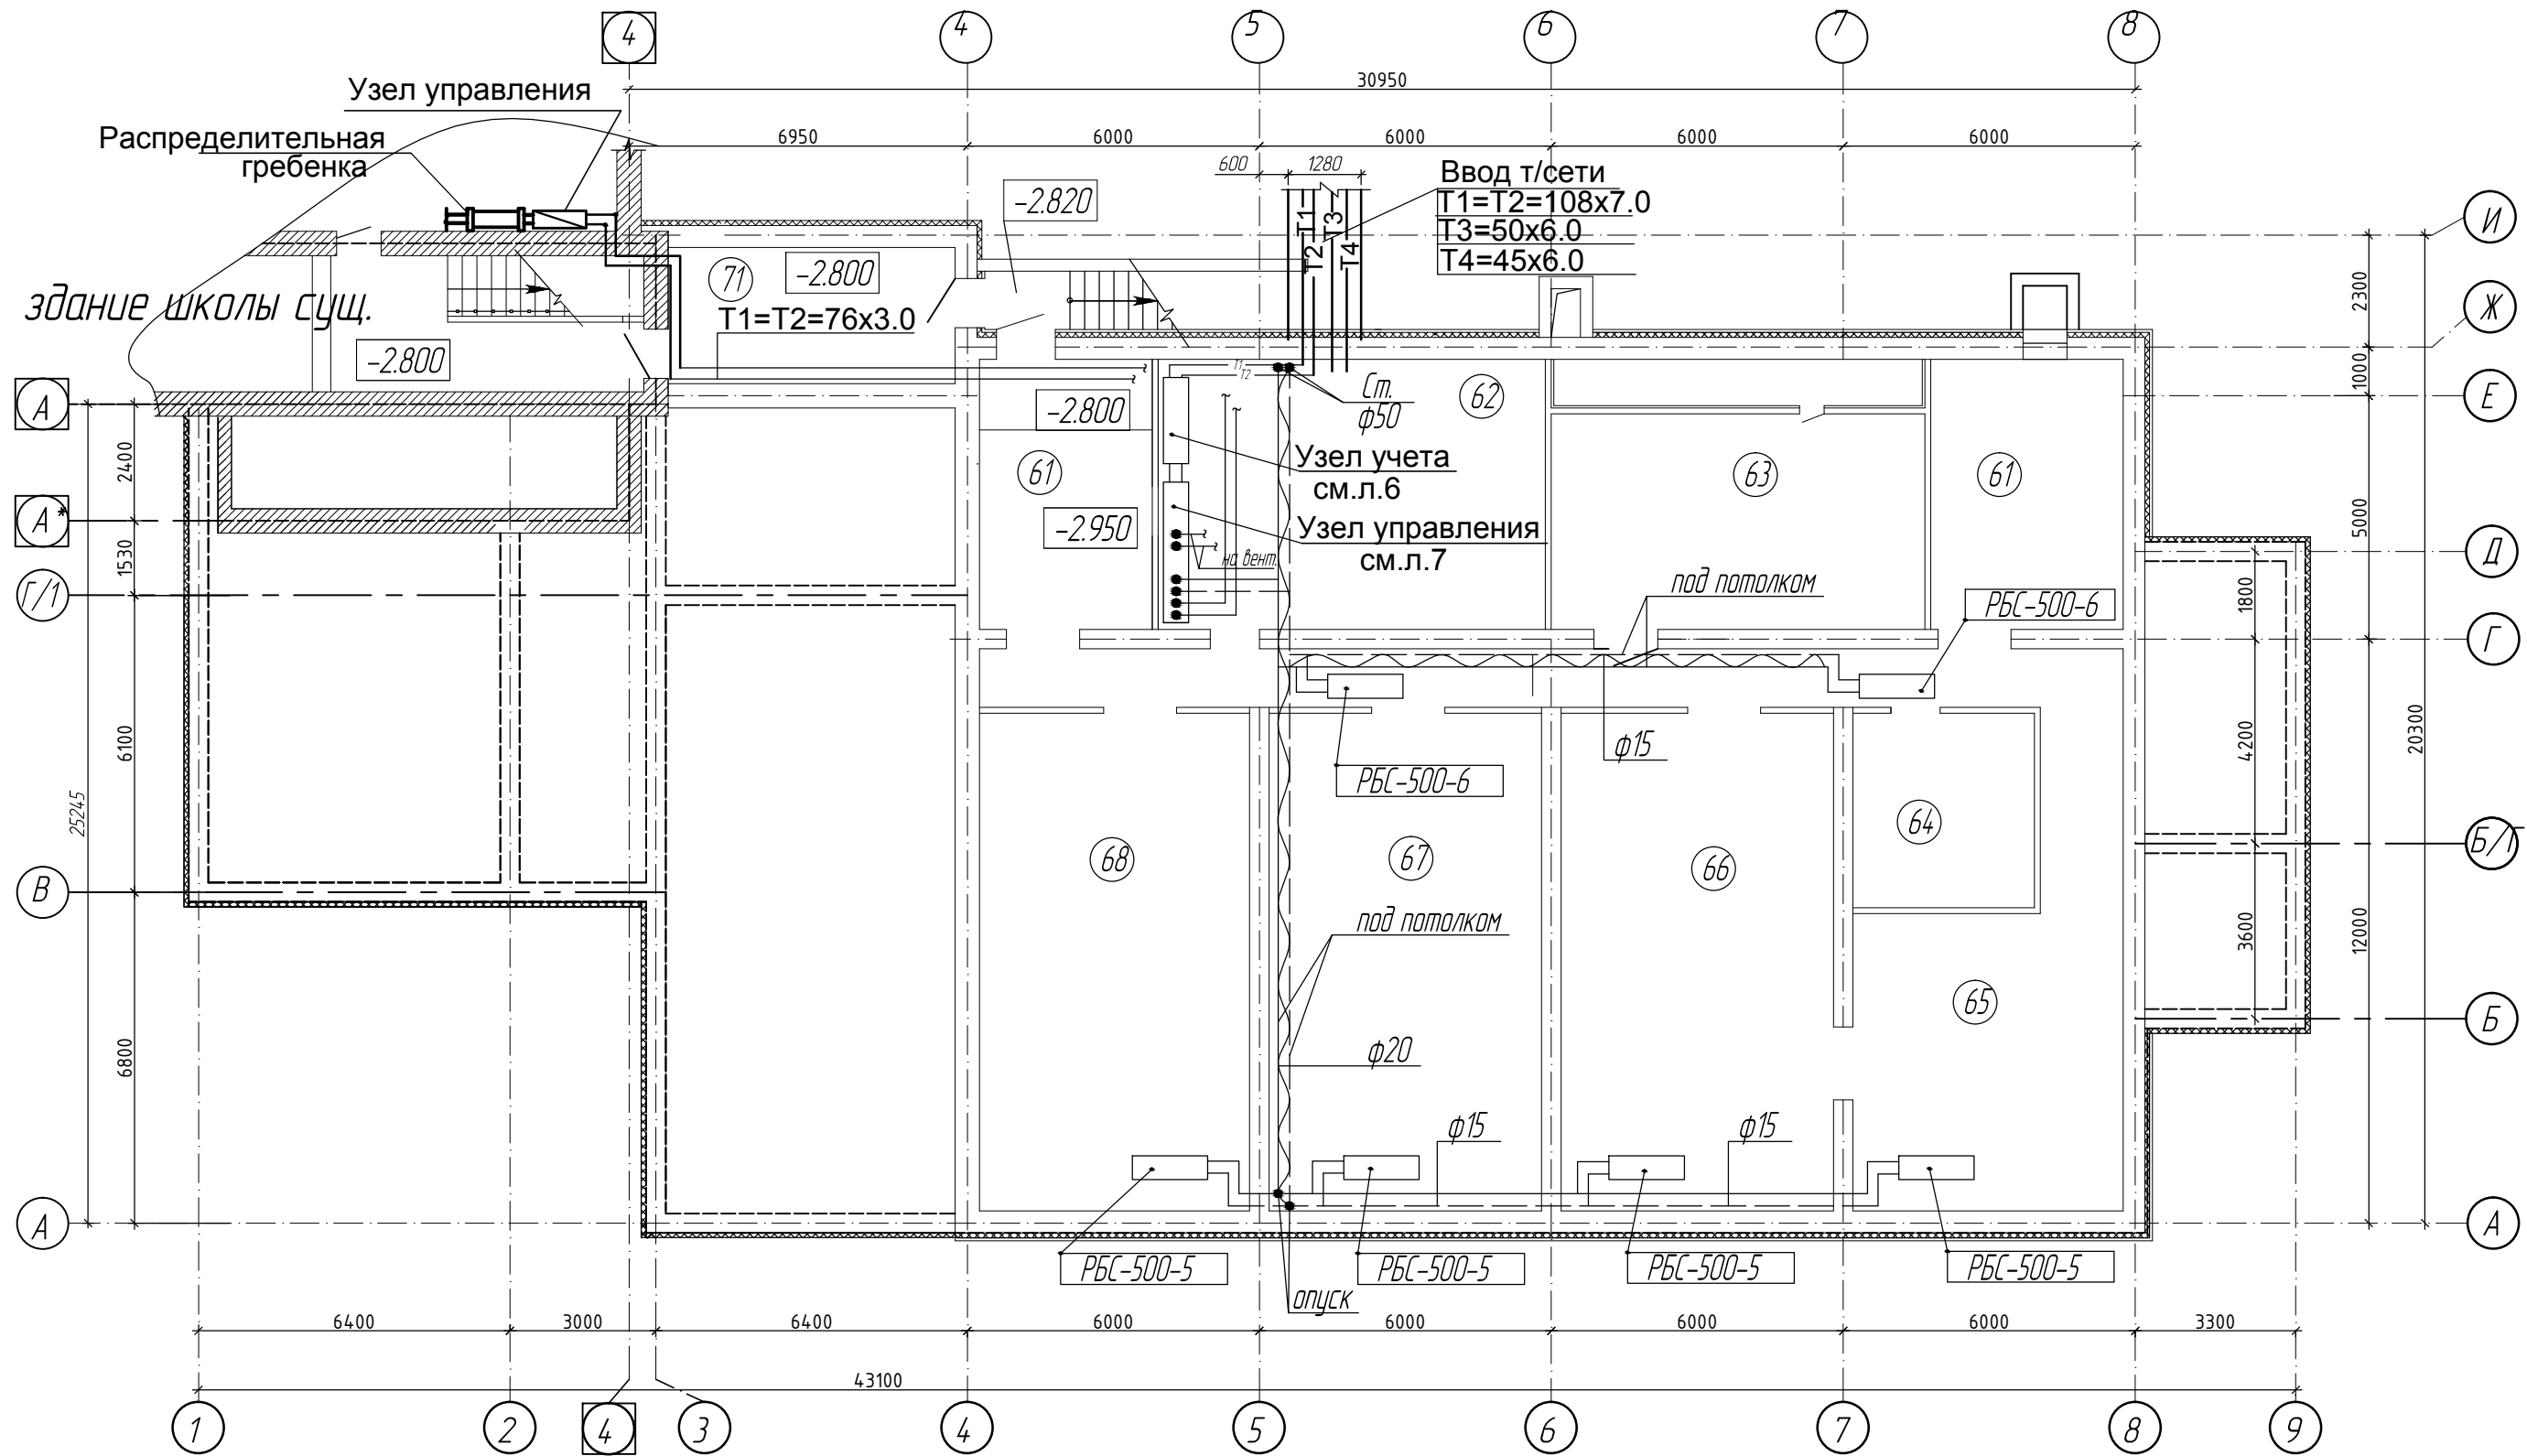 4
4
5
6
7
8
30950
Узел управления
Распределительная
гребенка
6950
6000
6000
6000
6000
600
1280
Ввод т/сети
Т1=Т2=108х7.0
Т3=50х6.0
Т4=45х6.0
Т1
Т2
Т3
Т4
-2.820
И
71
-2.800
Т1=Т2=76х3.0
здание школы сущ.
-2.800
2300
Ж
1000
Т1
Т2
Ст.
ф50
62
Е
А
-2.800
2400
61
Узел учета
см.л.6
63
61
5000
А*
-2.950
Узел управления
см.л.7
на вент.
1530
Д
Г/1
под потолком
РБС-500-6
1800
Г
6100
25245
ф15
РБС-500-6
4200
20300
68
67
66
64
Б/Г
В
под потолком
3600
12000
65
Б
6800
ф20
ф15
ф15
А
А
РБС-500-5
РБС-500-5
РБС-500-5
РБС-500-5
опуск
6400
3000
6400
6000
6000
6000
6000
3300
43100
1
2
4
3
4
5
6
7
8
9